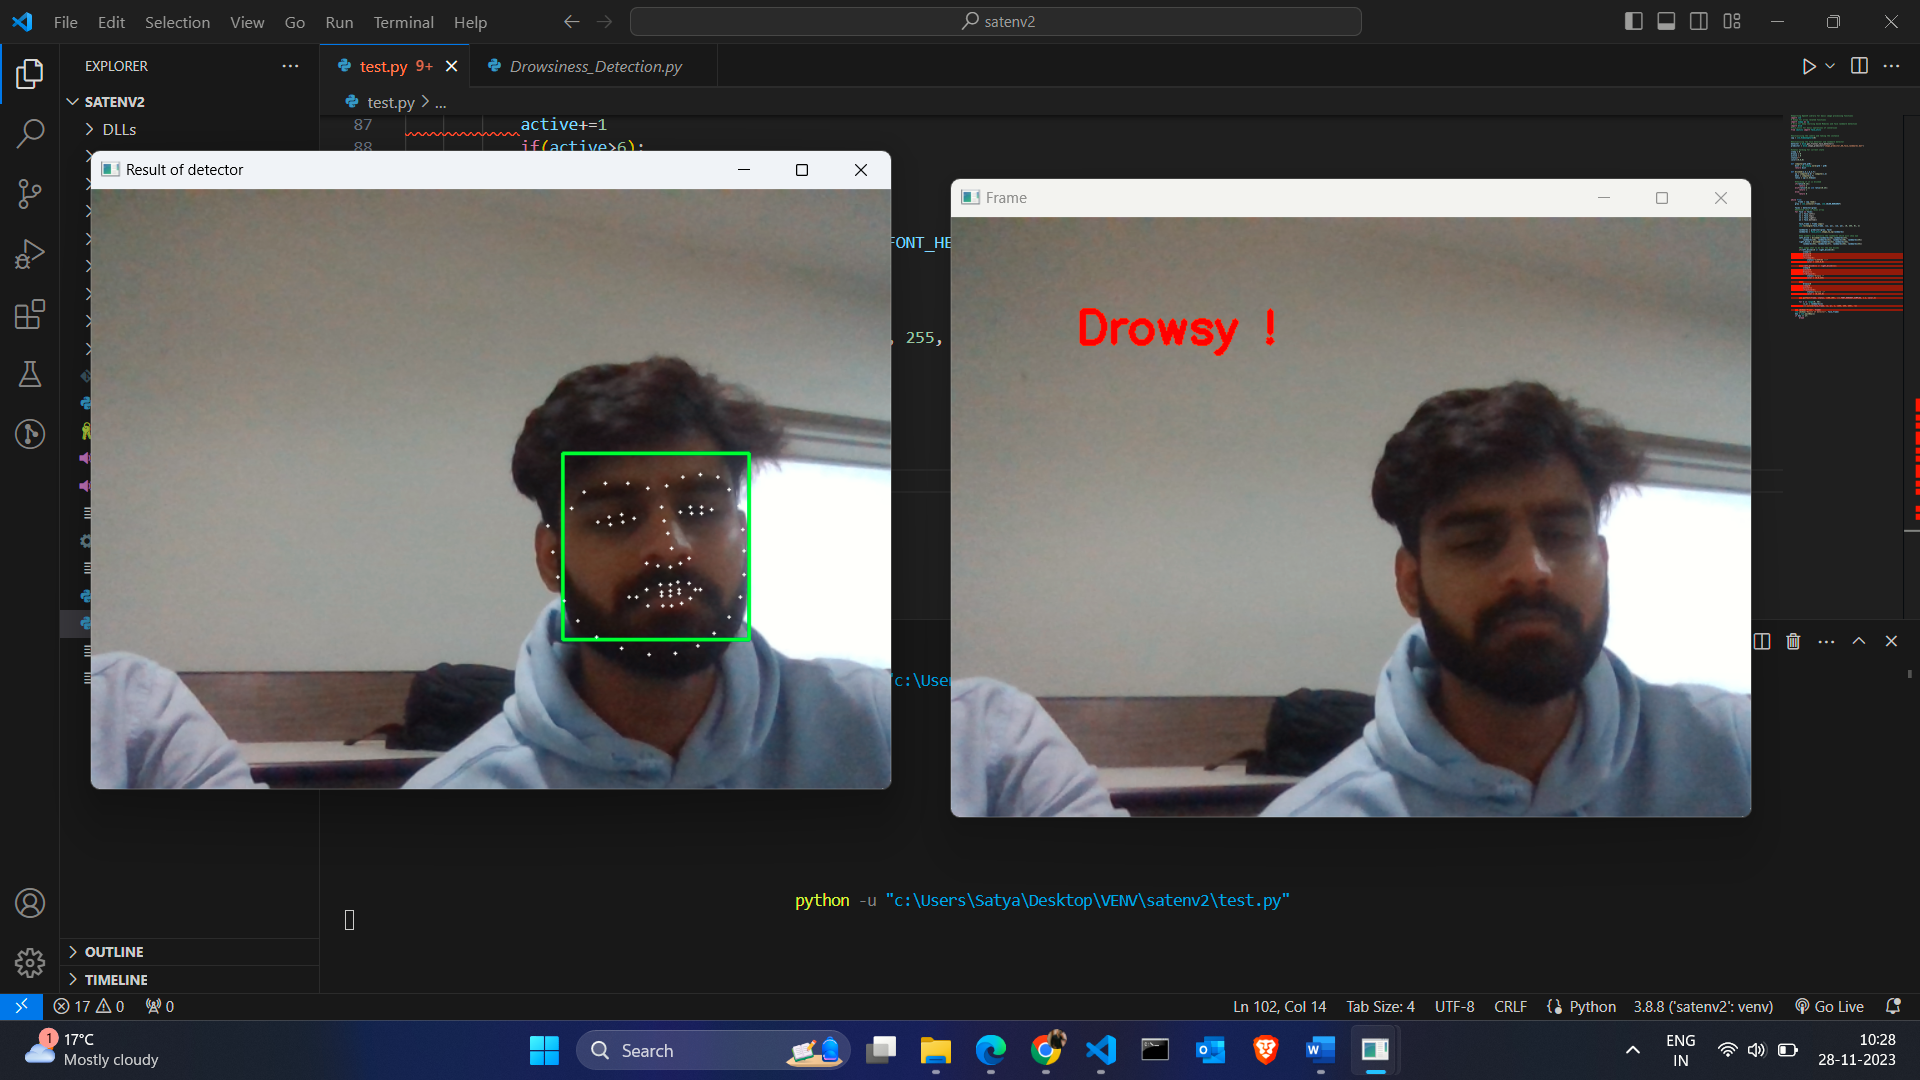 File Edit Selection View Go Run Terminal Help
satenv2
EXPLORER
SATENV2
DLLs
test.py 9+
Drowsiness_Detection.py
test.py > ...
87 active+=1
88 if(active>6):
Result of detector
FONT_HE
, 255,
Frame
Drowsy !
"c:\User
python -u "c:\Users\Satya\Desktop\VENV\satenv2\test.py"
OUTLINE
TIMELINE
17 0 0
Ln 102, Col 14 Tab Size: 4 UTF-8 CRLF Python 3.8.8 ('satenv2': venv) Go Live
1
17°C
Mostly cloudy
Search
ENG
IN
10:28
28-11-2023